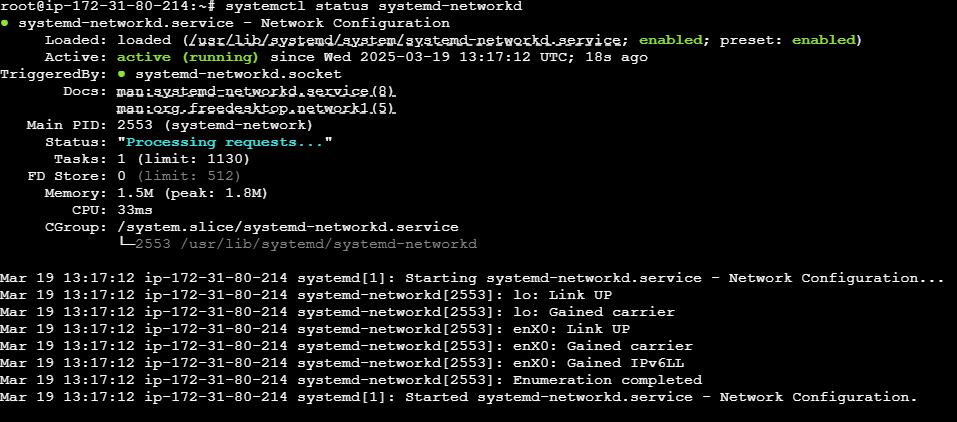 root@ip-172-31-80-214:~# systemctl status systemd-networkd
● systemd-networkd.service - Network Configuration
Loaded: loaded (/usr/lib/systemd/system/systemd-networkd.service; enabled; preset: enabled)
Active: active (running) since Wed 2025-03-19 13:17:12 UTC; 18s ago
TriggeredBy: ● systemd-networkd.socket
Docs: man:systemd-networkd.service(8)
man:org.freedesktop.network1(5)
Main PID: 2553 (systemd-network)
Status: "Processing requests..."
Tasks: 1 (limit: 1130)
FD Store: 0 (limit: 512)
Memory: 1.5M (peak: 1.8M)
CPU: 33ms
CGroup: /system.slice/systemd-networkd.service
└─2553 /usr/lib/systemd/systemd-networkd
Mar 19 13:17:12 ip-172-31-80-214 systemd[1]: Starting systemd-networkd.service - Network Configuration...
Mar 19 13:17:12 ip-172-31-80-214 systemd-networkd[2553]: lo: Link UP
Mar 19 13:17:12 ip-172-31-80-214 systemd-networkd[2553]: lo: Gained carrier
Mar 19 13:17:12 ip-172-31-80-214 systemd-networkd[2553]: enX0: Link UP
Mar 19 13:17:12 ip-172-31-80-214 systemd-networkd[2553]: enX0: Gained carrier
Mar 19 13:17:12 ip-172-31-80-214 systemd-networkd[2553]: enX0: Gained IPv6LL
Mar 19 13:17:12 ip-172-31-80-214 systemd-networkd[2553]: Enumeration completed
Mar 19 13:17:12 ip-172-31-80-214 systemd[1]: Started systemd-networkd.service - Network Configuration.